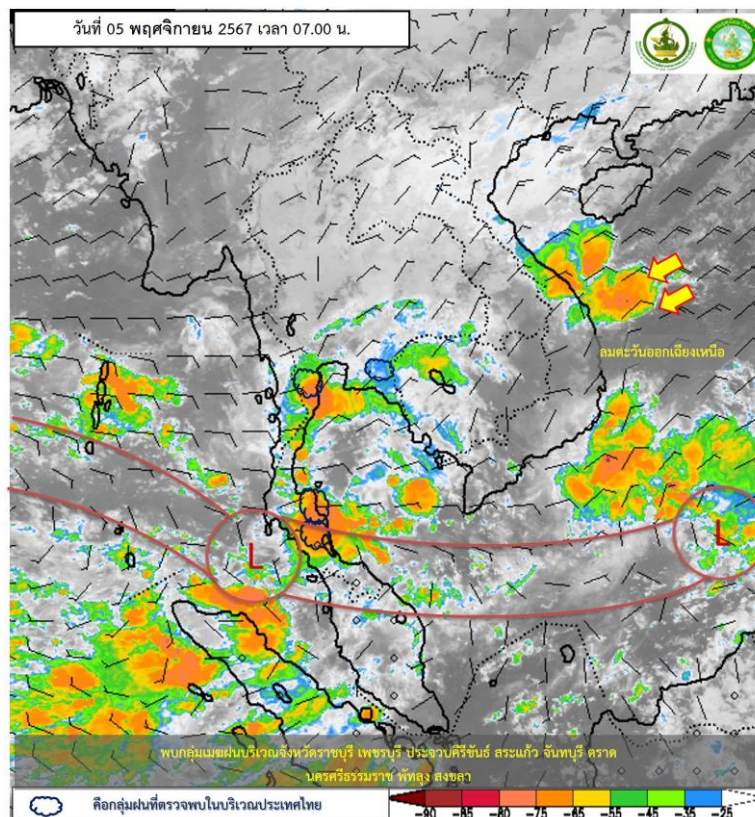 วันที่ 05 พฤศจิกายน 2567 เวลา 07.00 น.
ลมตะวันออกเฉียงเหนือ
L
L
พบกลุ่มเมฆฝนบริเวณจังหวัดราชบุรี เพชรบุรี ประจวบคีรีขันธ์ สระแก้ว จันทบุรี ตราด
นครศรีธรรมราช พัทลุง สงขลา
คือกลุ่มฝนที่ตรวจพบในบริเวณประเทศไทย
-90 -85 -80 -75 -65 -55 -45 -35 -25